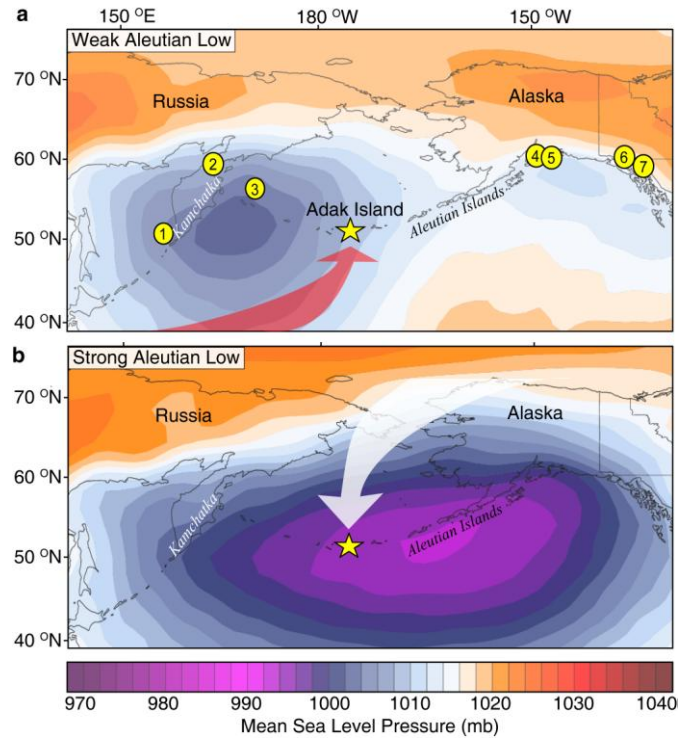 150 °E 180 °W 150 °W
a
Weak Aleutian Low
70 °N
Russia Alaska
60 °N
2 4 5 6 7
3
Kamchatka
Adak Island
Aleutian Islands
1
50 °N
40 °N
b
Strong Aleutian Low
70 °N
Russia Alaska
60 °N
Kamchatka
Aleutian Islands
50 °N
40 °N
970 980 990 1000 1010 1020 1030 1040
Mean Sea Level Pressure (mb)